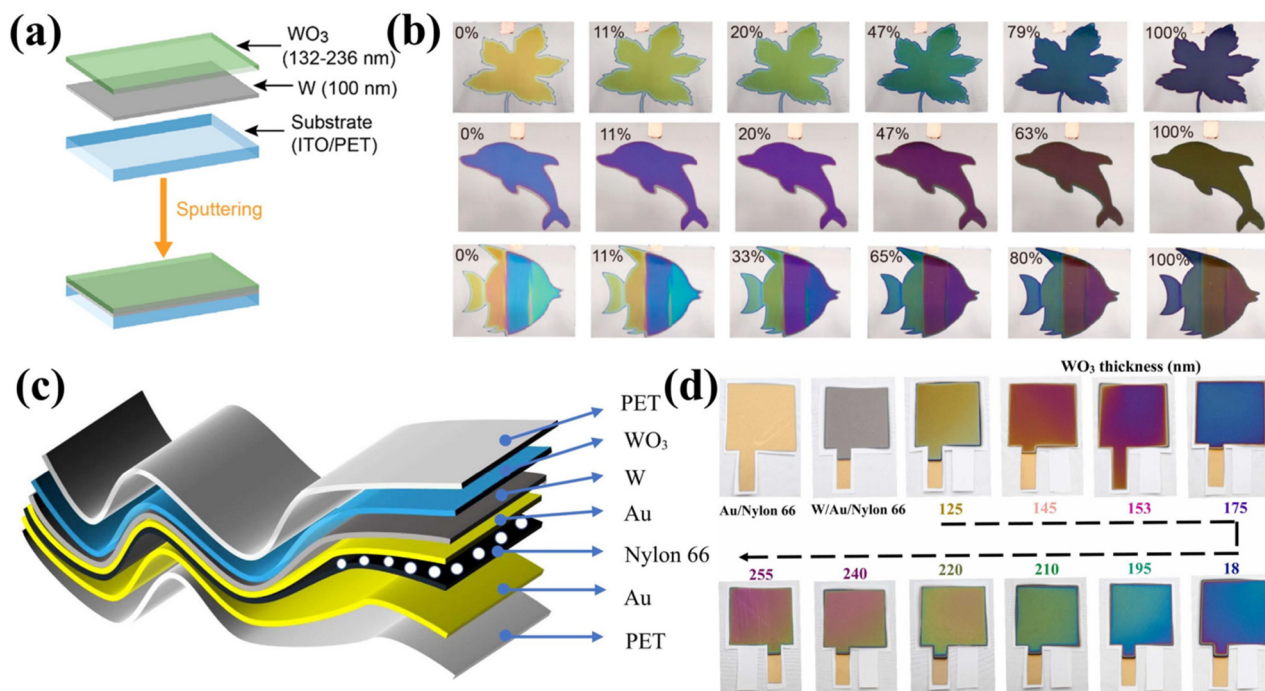 (a)
WO₃
(132-236 nm)
W (100 nm)
Substrate
(ITO/PET)
Sputtering
(b)
0% 11% 20% 47% 79% 100%
0% 11% 20% 47% 63% 100%
0% 11% 33% 65% 80% 100%
(c)
PET
WO₃
W
Au
Nylon 66
Au
PET
(d)
WO₃ thickness (nm)
Au/Nylon 66 W/Au/Nylon 66 125 145 153 175
255 240 220 210 195 18